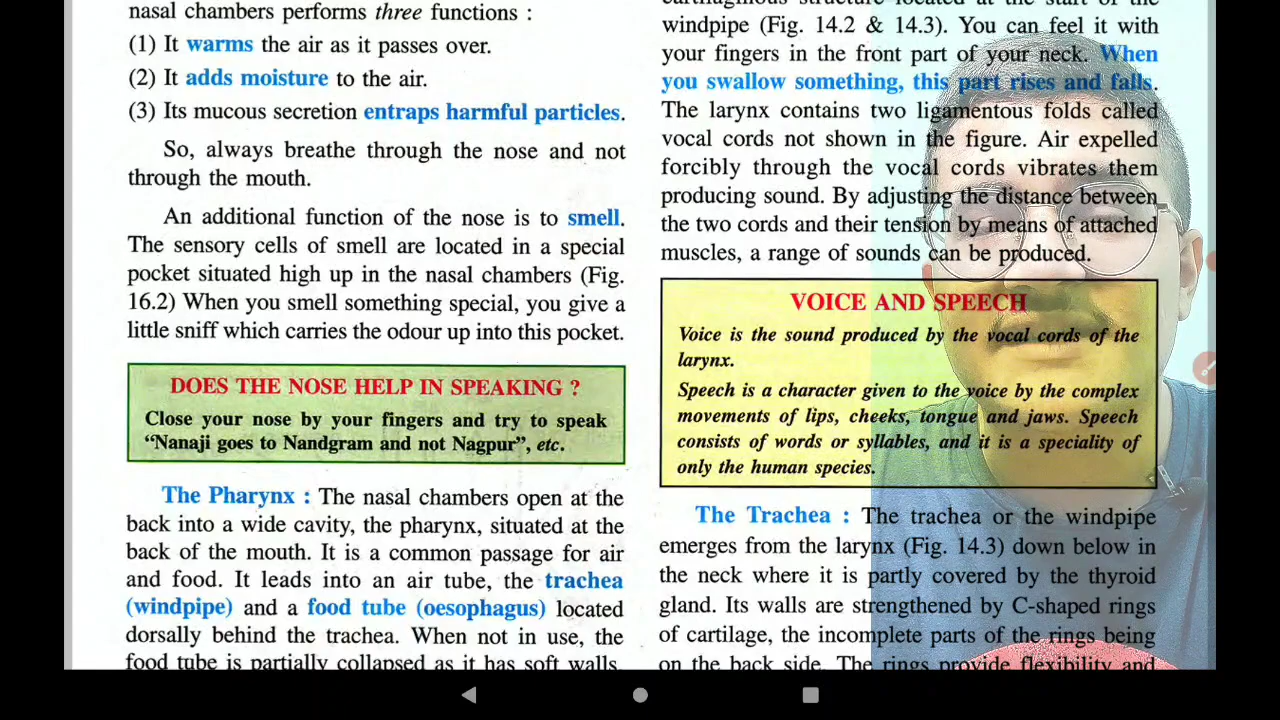 nasal chambers performs three functions :
(1) It warms the air as it passes over.
(2) It adds moisture to the air.
(3) Its mucous secretion entraps harmful particles.
So, always breathe through the nose and not
through the mouth.
An additional function of the nose is to smell.
The sensory cells of smell are located in a special
pocket situated high up in the nasal chambers (Fig.
16.2) When you smell something special, you give a
little sniff which carries the odour up into this pocket.
DOES THE NOSE HELP IN SPEAKING ?
Close your nose by your fingers and try to speak
“Nanaji goes to Nandgram and not Nagpur”, etc.
The Pharynx : The nasal chambers open at the
back into a wide cavity, the pharynx, situated at the
back of the mouth. It is a common passage for air
and food. It leads into an air tube, the trachea
(windpipe) and a food tube (oesophagus) located
dorsally behind the trachea. When not in use, the
food tube is partially collapsed as it has soft walls.
cartilaginous structure located at the start of the
windpipe (Fig. 14.2 & 14.3). You can feel it with
your fingers in the front part of your neck. When
you swallow something, this part rises and falls.
The larynx contains two ligamentous folds called
vocal cords not shown in the figure. Air expelled
forcibly through the vocal cords vibrates them
producing sound. By adjusting the distance between
the two cords and their tension by means of attached
muscles, a range of sounds can be produced.
VOICE AND SPEECH
Voice is the sound produced by the vocal cords of the
larynx.
Speech is a character given to the voice by the complex
movements of lips, cheeks, tongue and jaws. Speech
consists of words or syllables, and it is a speciality of
only the human species.
The Trachea : The trachea or the windpipe
emerges from the larynx (Fig. 14.3) down below in
the neck where it is partly covered by the thyroid
gland. Its walls are strengthened by C-shaped rings
of cartilage, the incomplete parts of the rings being
on the back side. The rings provide flexibility and